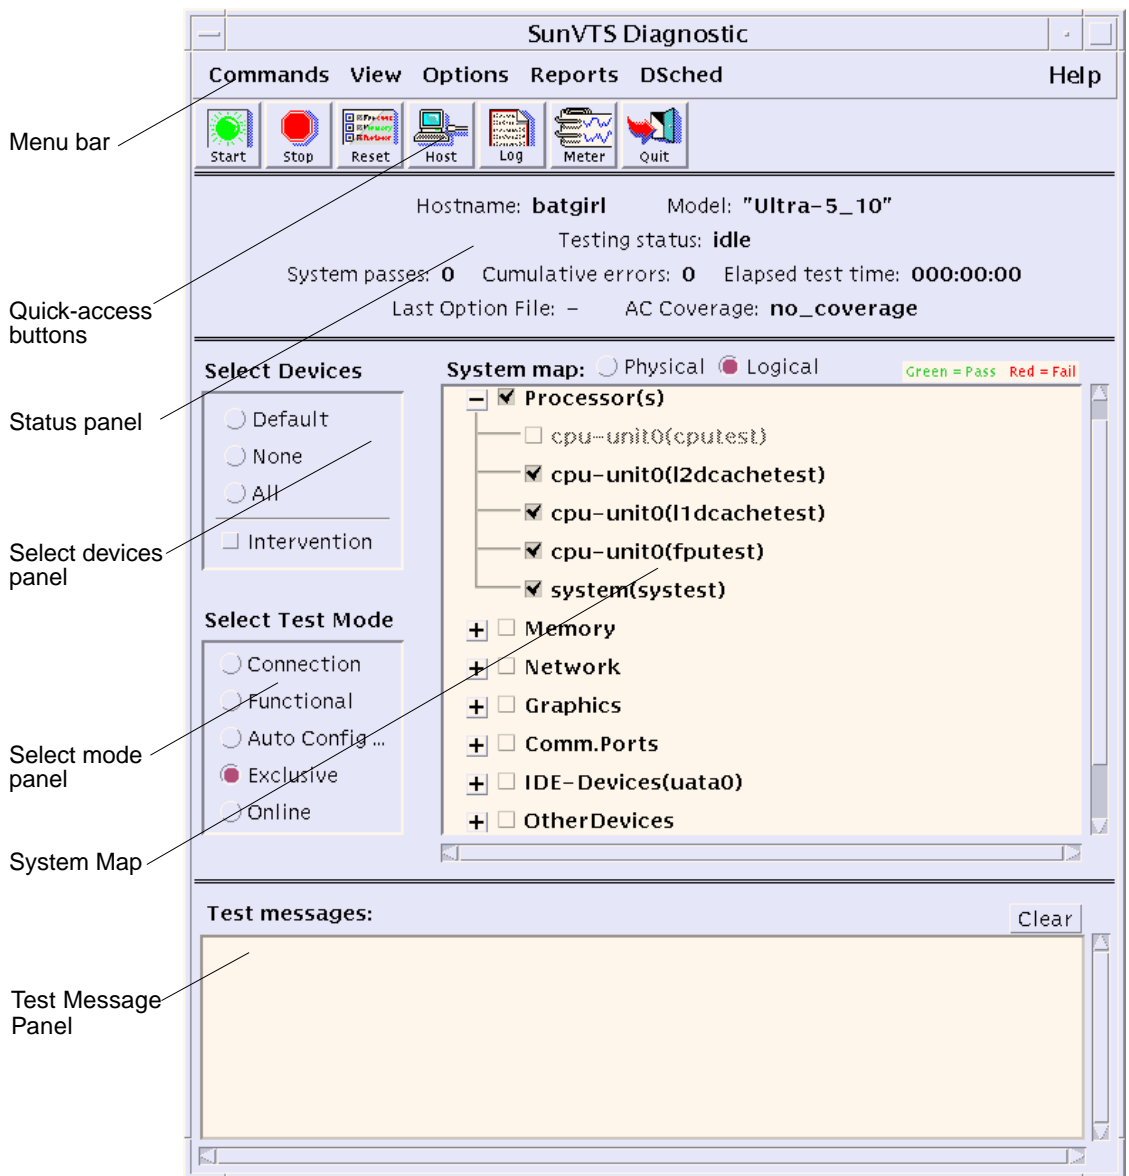 SunVTS Diagnostic
Commands View Options Reports DSched Help
Start Stop Reset Host Log Meter Quit
Menu bar
Hostname: batgirl Model: "Ultra-5_10"
Testing status: idle
System passes: 0 Cumulative errors: 0 Elapsed test time: 000:00:00
Last Option File: - AC Coverage: no_coverage
Quick-access
buttons
Status panel
Select devices
panel
Select mode
panel
System Map
Test Message
Panel
Select Devices
Default
None
All
Intervention
Select Test Mode
Connection
Functional
Auto Config ...
Exclusive
Online
System map: Physical Logical Green = Pass Red = Fail
Processor(s)
cpu-unit0(cputest)
cpu-unit0(l2dcachetest)
cpu-unit0(l1dcachetest)
cpu-unit0(fputest)
system(systest)
Memory
Network
Graphics
Comm.Ports
IDE-Devices(uata0)
OtherDevices
Test messages:
Clear